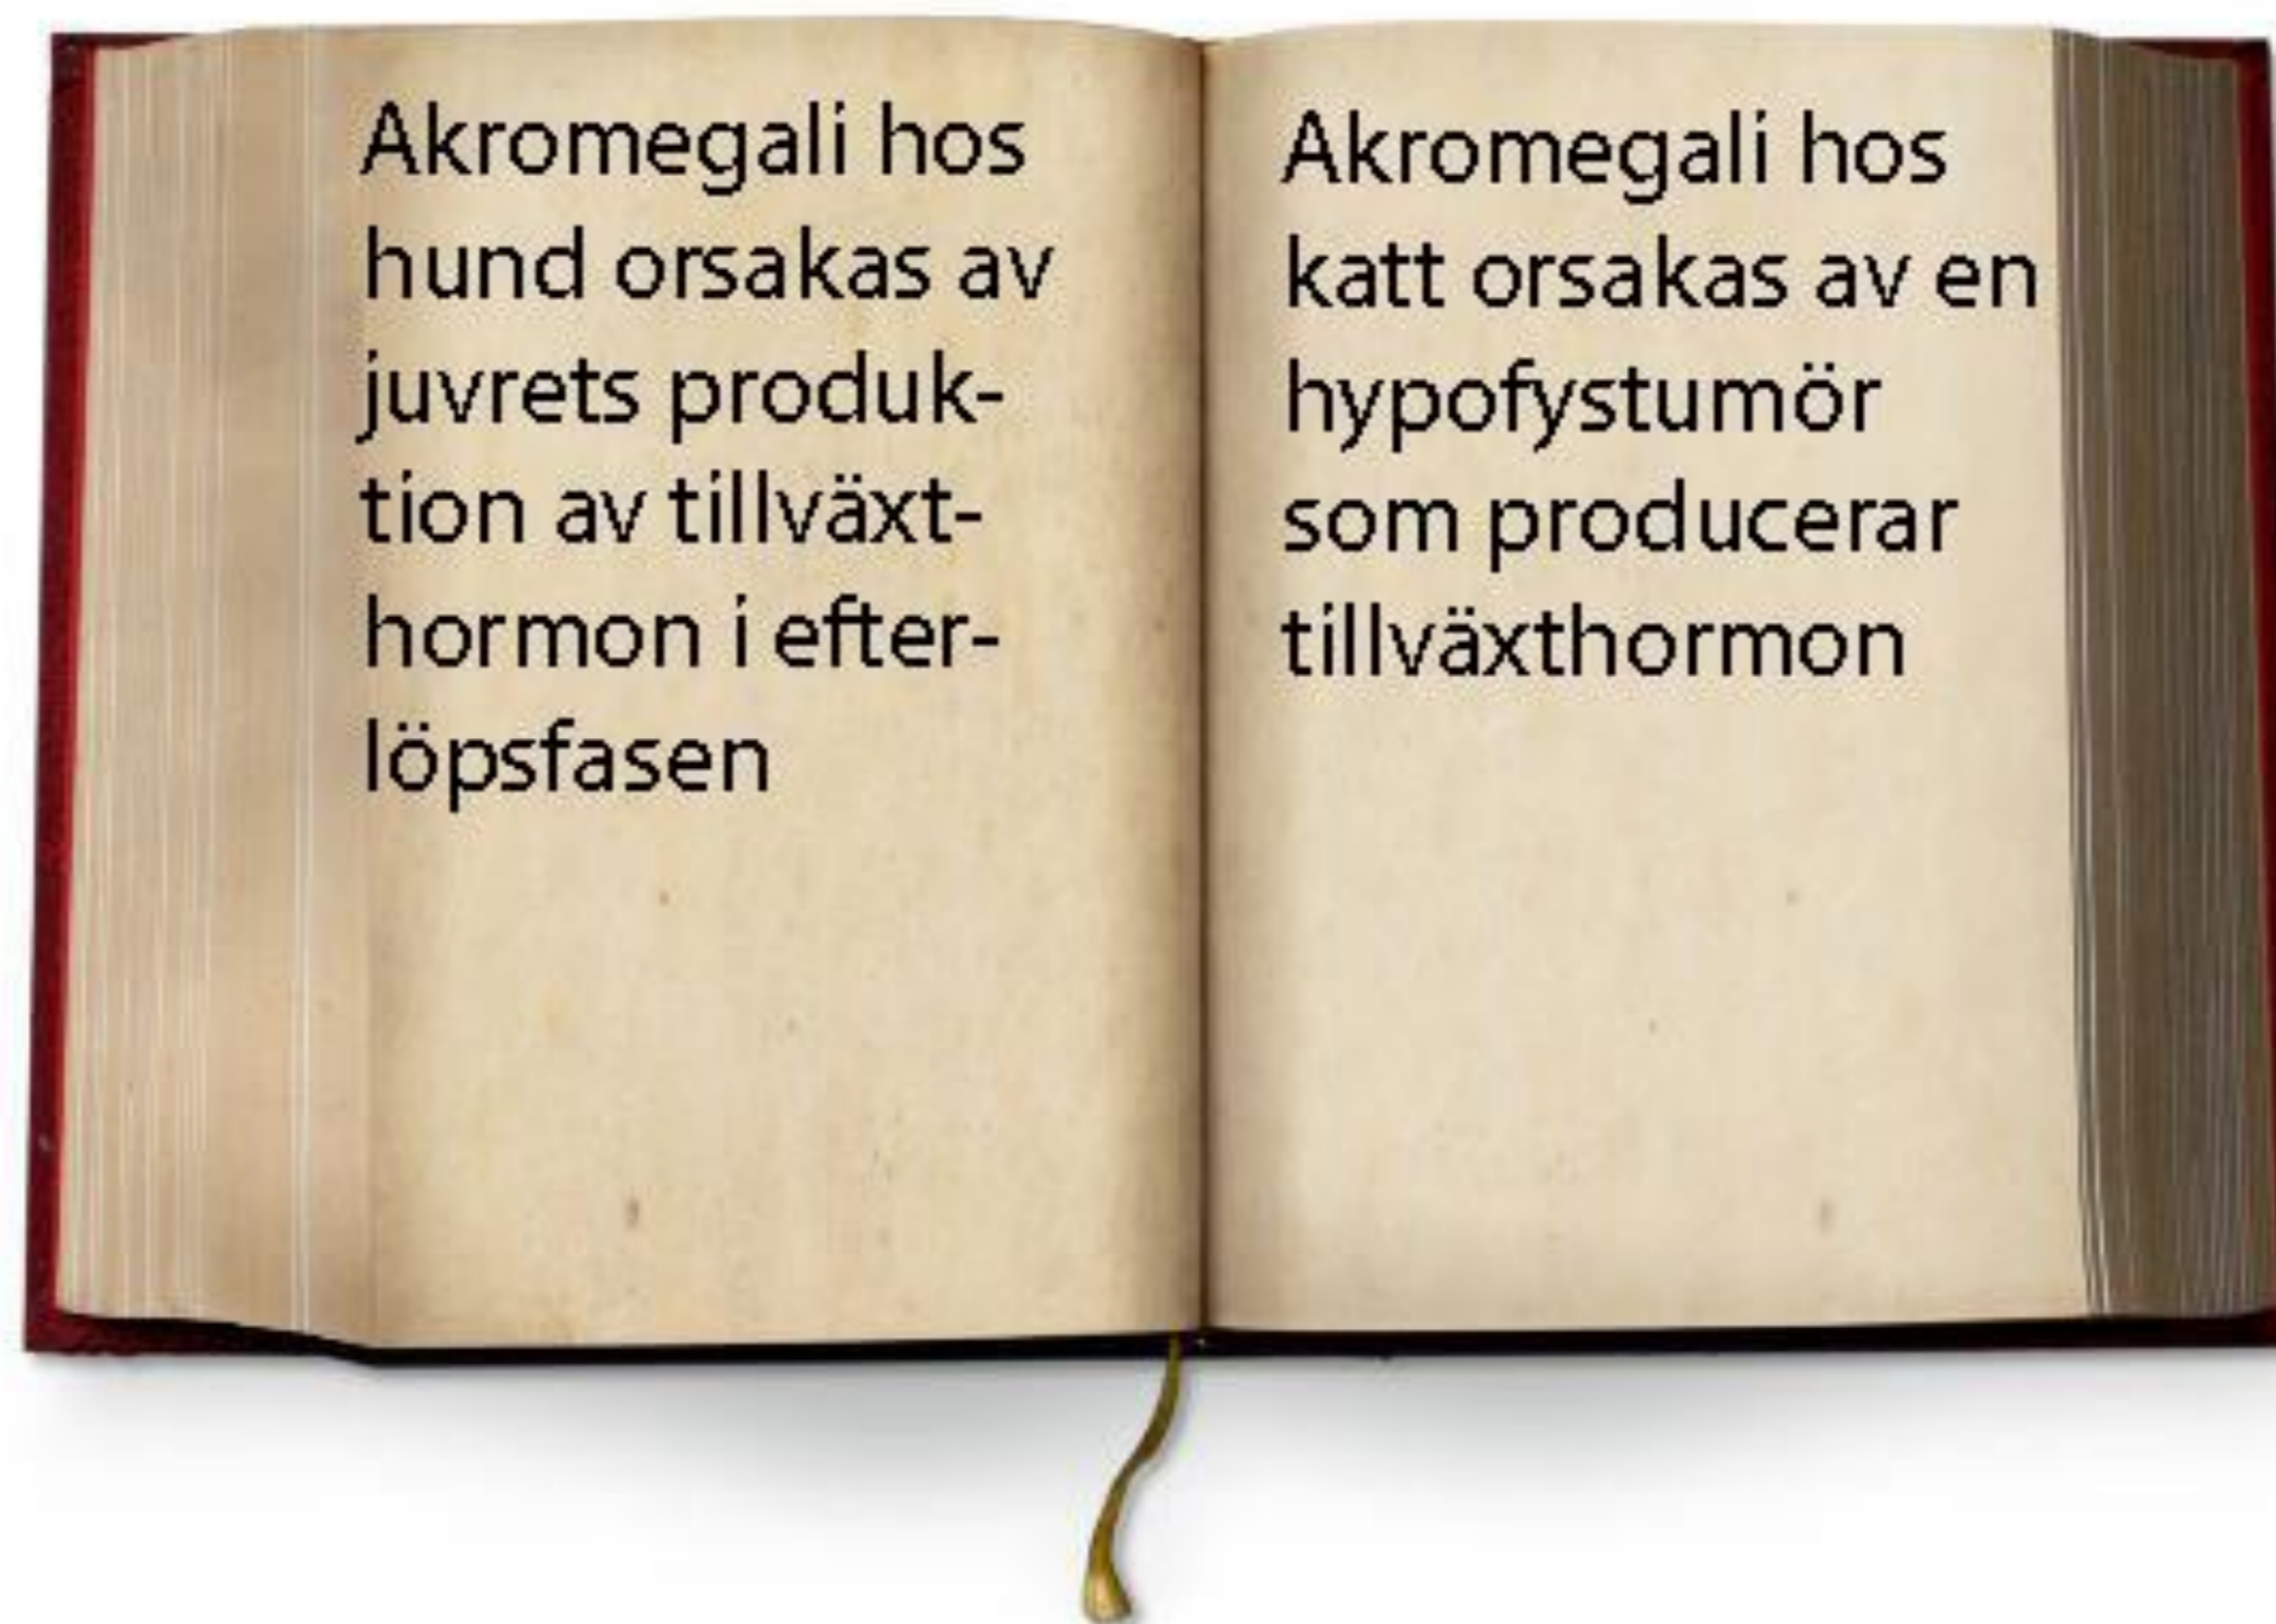 Akromegali hos
hund orsakas av
juvrets produk-
tion av tillväxt-
hormon i efter-
löpsfasen
Akromegali hos
katt orsakas av en
hypofystumör
som producerar
tillväxthormon